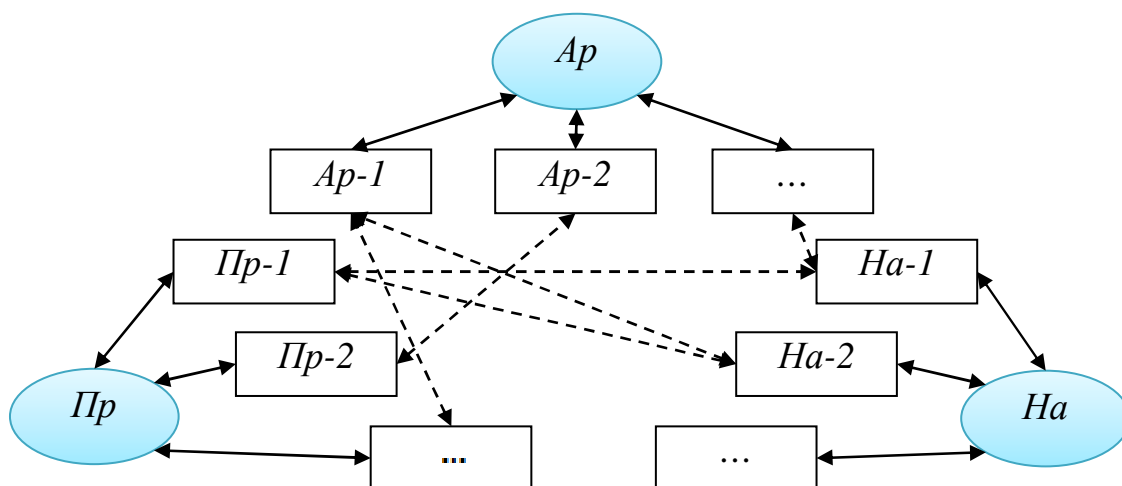 Ар
Ар-1
Ар-2
...
Пр-1
На-1
Пр-2
На-2
Пр
На
...
...